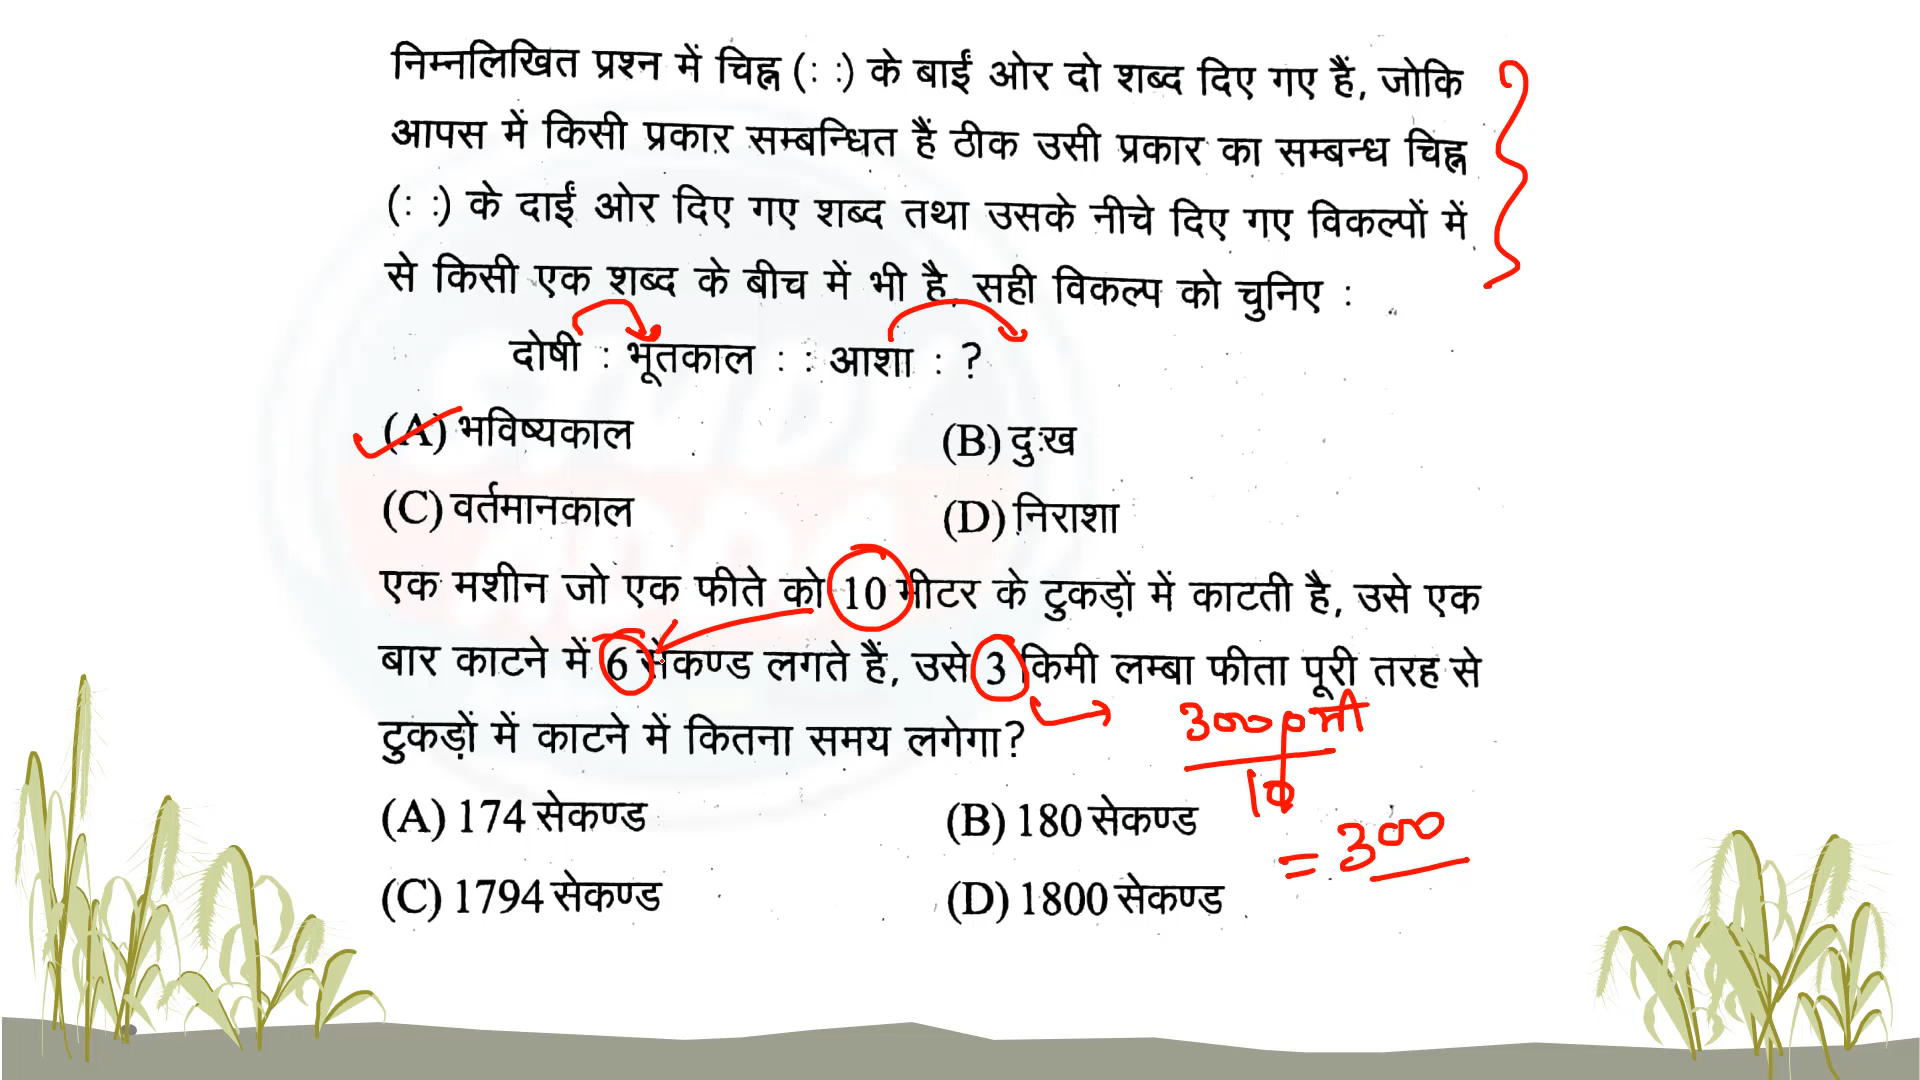 निम्नलिखित प्रश्न में चिह्न (: :) के बाईं ओर दो शब्द दिए गए हैं, जोकि
आपस में किसी प्रकार सम्बन्धित हैं ठीक उसी प्रकार का सम्बन्ध चिह्न
(: :) के दाईं ओर दिए गए शब्द तथा उसके नीचे दिए गए विकल्पों में
से किसी एक शब्द के बीच में भी है, सही विकल्प को चुनिए :
दोषी : भूतकाल : : आशा : ?
(A) भविष्यकाल (B) दुःख
(C) वर्तमानकाल (D) निराशा
एक मशीन जो एक फीते को 10 मीटर के टुकड़ों में काटती है, उसे एक
बार काटने में 6 सेकण्ड लगते हैं, उसे 3 किमी लम्बा फीता पूरी तरह से
टुकड़ों में काटने में कितना समय लगेगा?
3000 मी
10
= 300
(A) 174 सेकण्ड (B) 180 सेकण्ड
(C) 1794 सेकण्ड (D) 1800 सेकण्ड